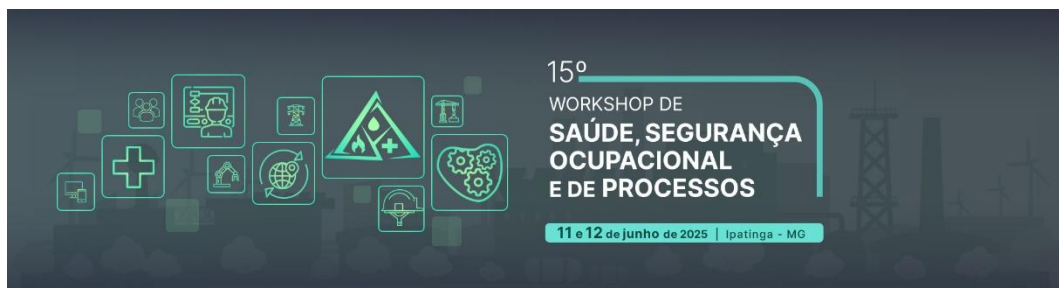 15º
WORKSHOP DE
SAÚDE, SEGURANÇA
OCUPACIONAL
E DE PROCESSOS
11 e 12 de junho de 2025 | Ipatinga - MG